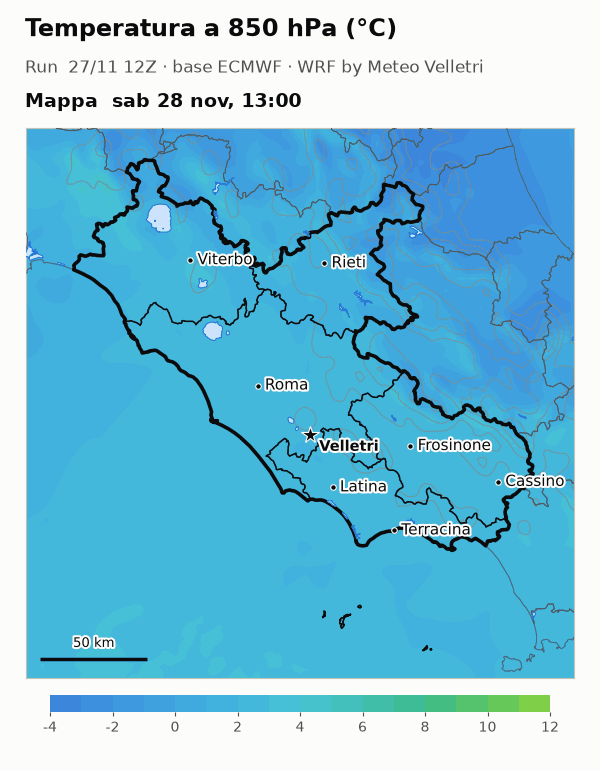 Temperatura a 850 hPa (°C)
Run  27/11 12Z · base ECMWF · WRF by Meteo Velletri
Mappa  sab 28 nov, 13:00
Viterbo
Rieti
Roma
Velletri
Frosinone
Cassino
Latina
Terracina
50 km
-4 -2 0 2 4 6 8 10 12